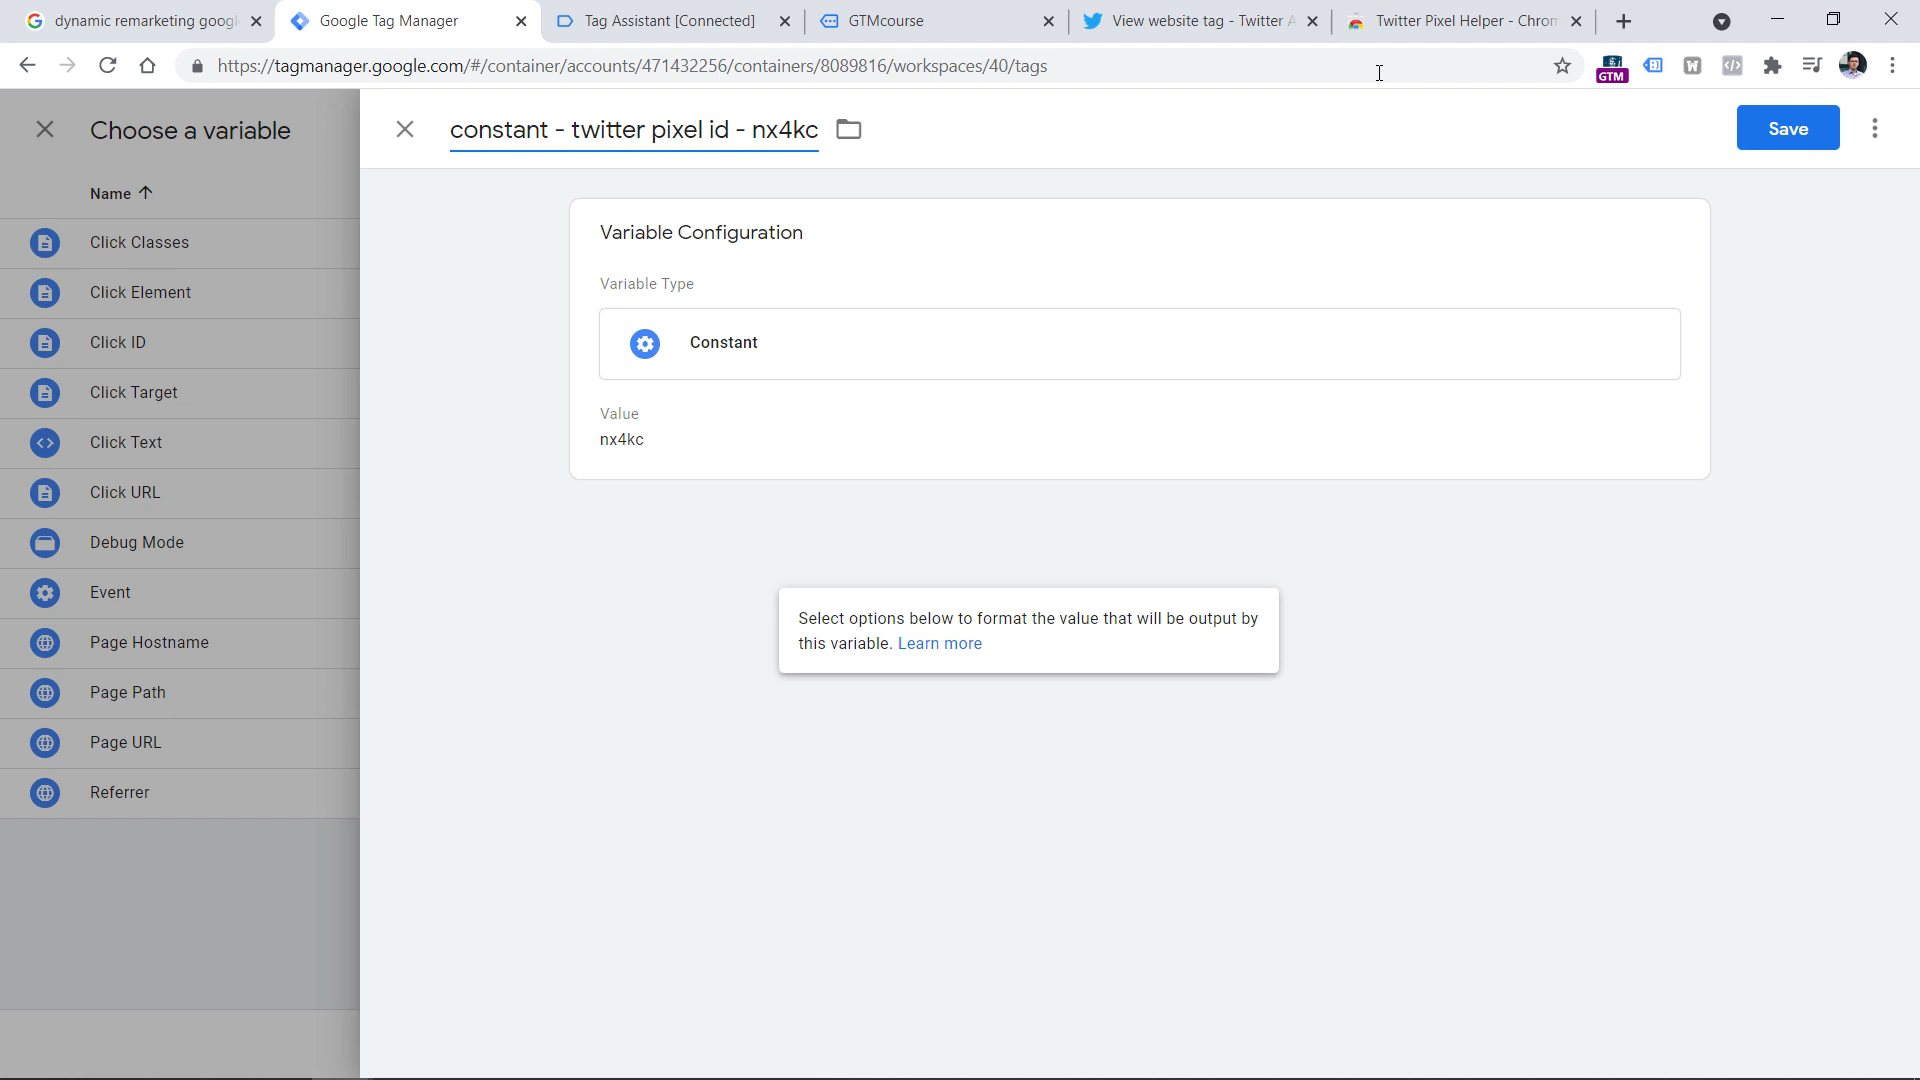 dynamic remarketing googl
Google Tag Manager
Tag Assistant [Connected]
GTMcourse
View website tag - Twitter A
Twitter Pixel Helper - Chrom
https://tagmanager.google.com/#/container/accounts/471432256/containers/8089816/workspaces/40/tags
GTM
Choose a variable
constant - twitter pixel id - nx4kc
Save
Name
Click Classes
Click Element
Click ID
Click Target
Click Text
Click URL
Debug Mode
Event
Page Hostname
Page Path
Page URL
Referrer
Variable Configuration
Variable Type
Constant
Value
nx4kc
Select options below to format the value that will be output by
this variable. Learn more